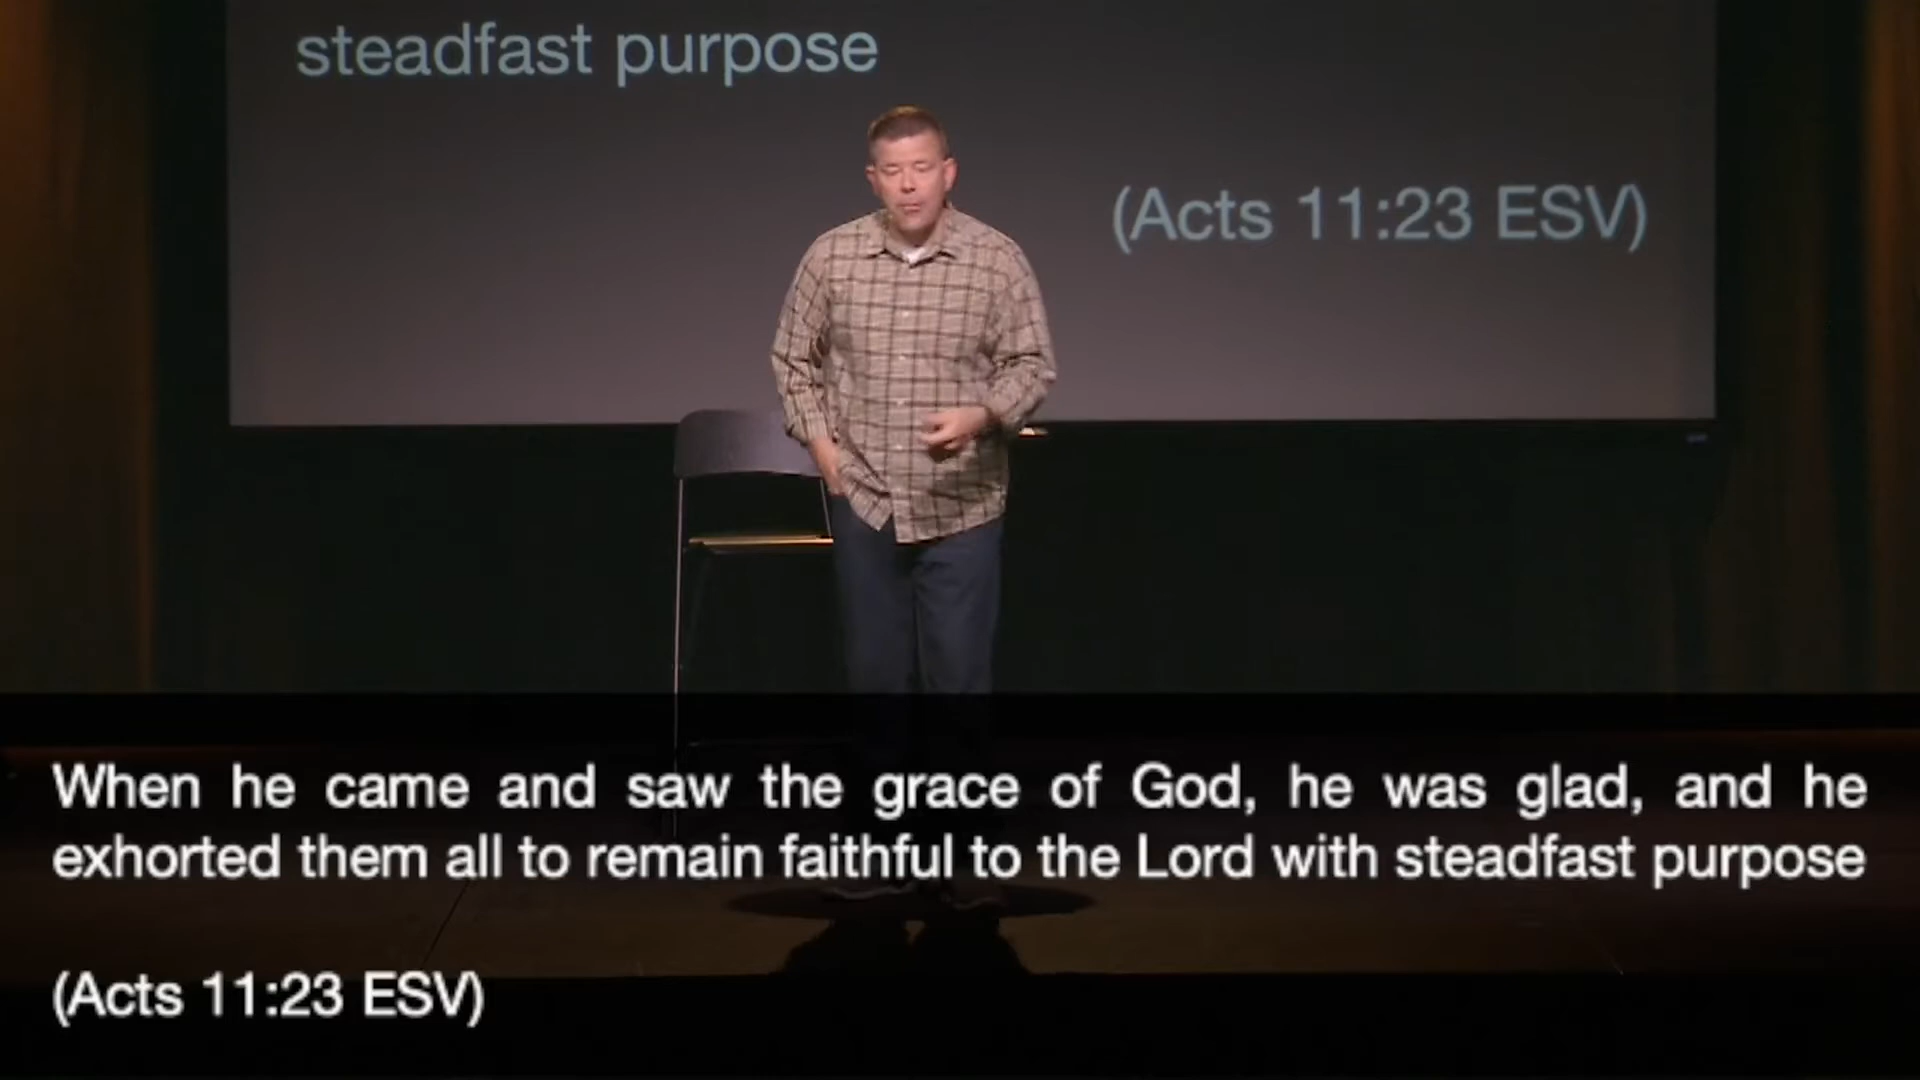 steadfast purpose
(Acts 11:23 ESV)
When he came and saw the grace of God, he was glad, and he
exhorted them all to remain faithful to the Lord with steadfast purpose
(Acts 11:23 ESV)